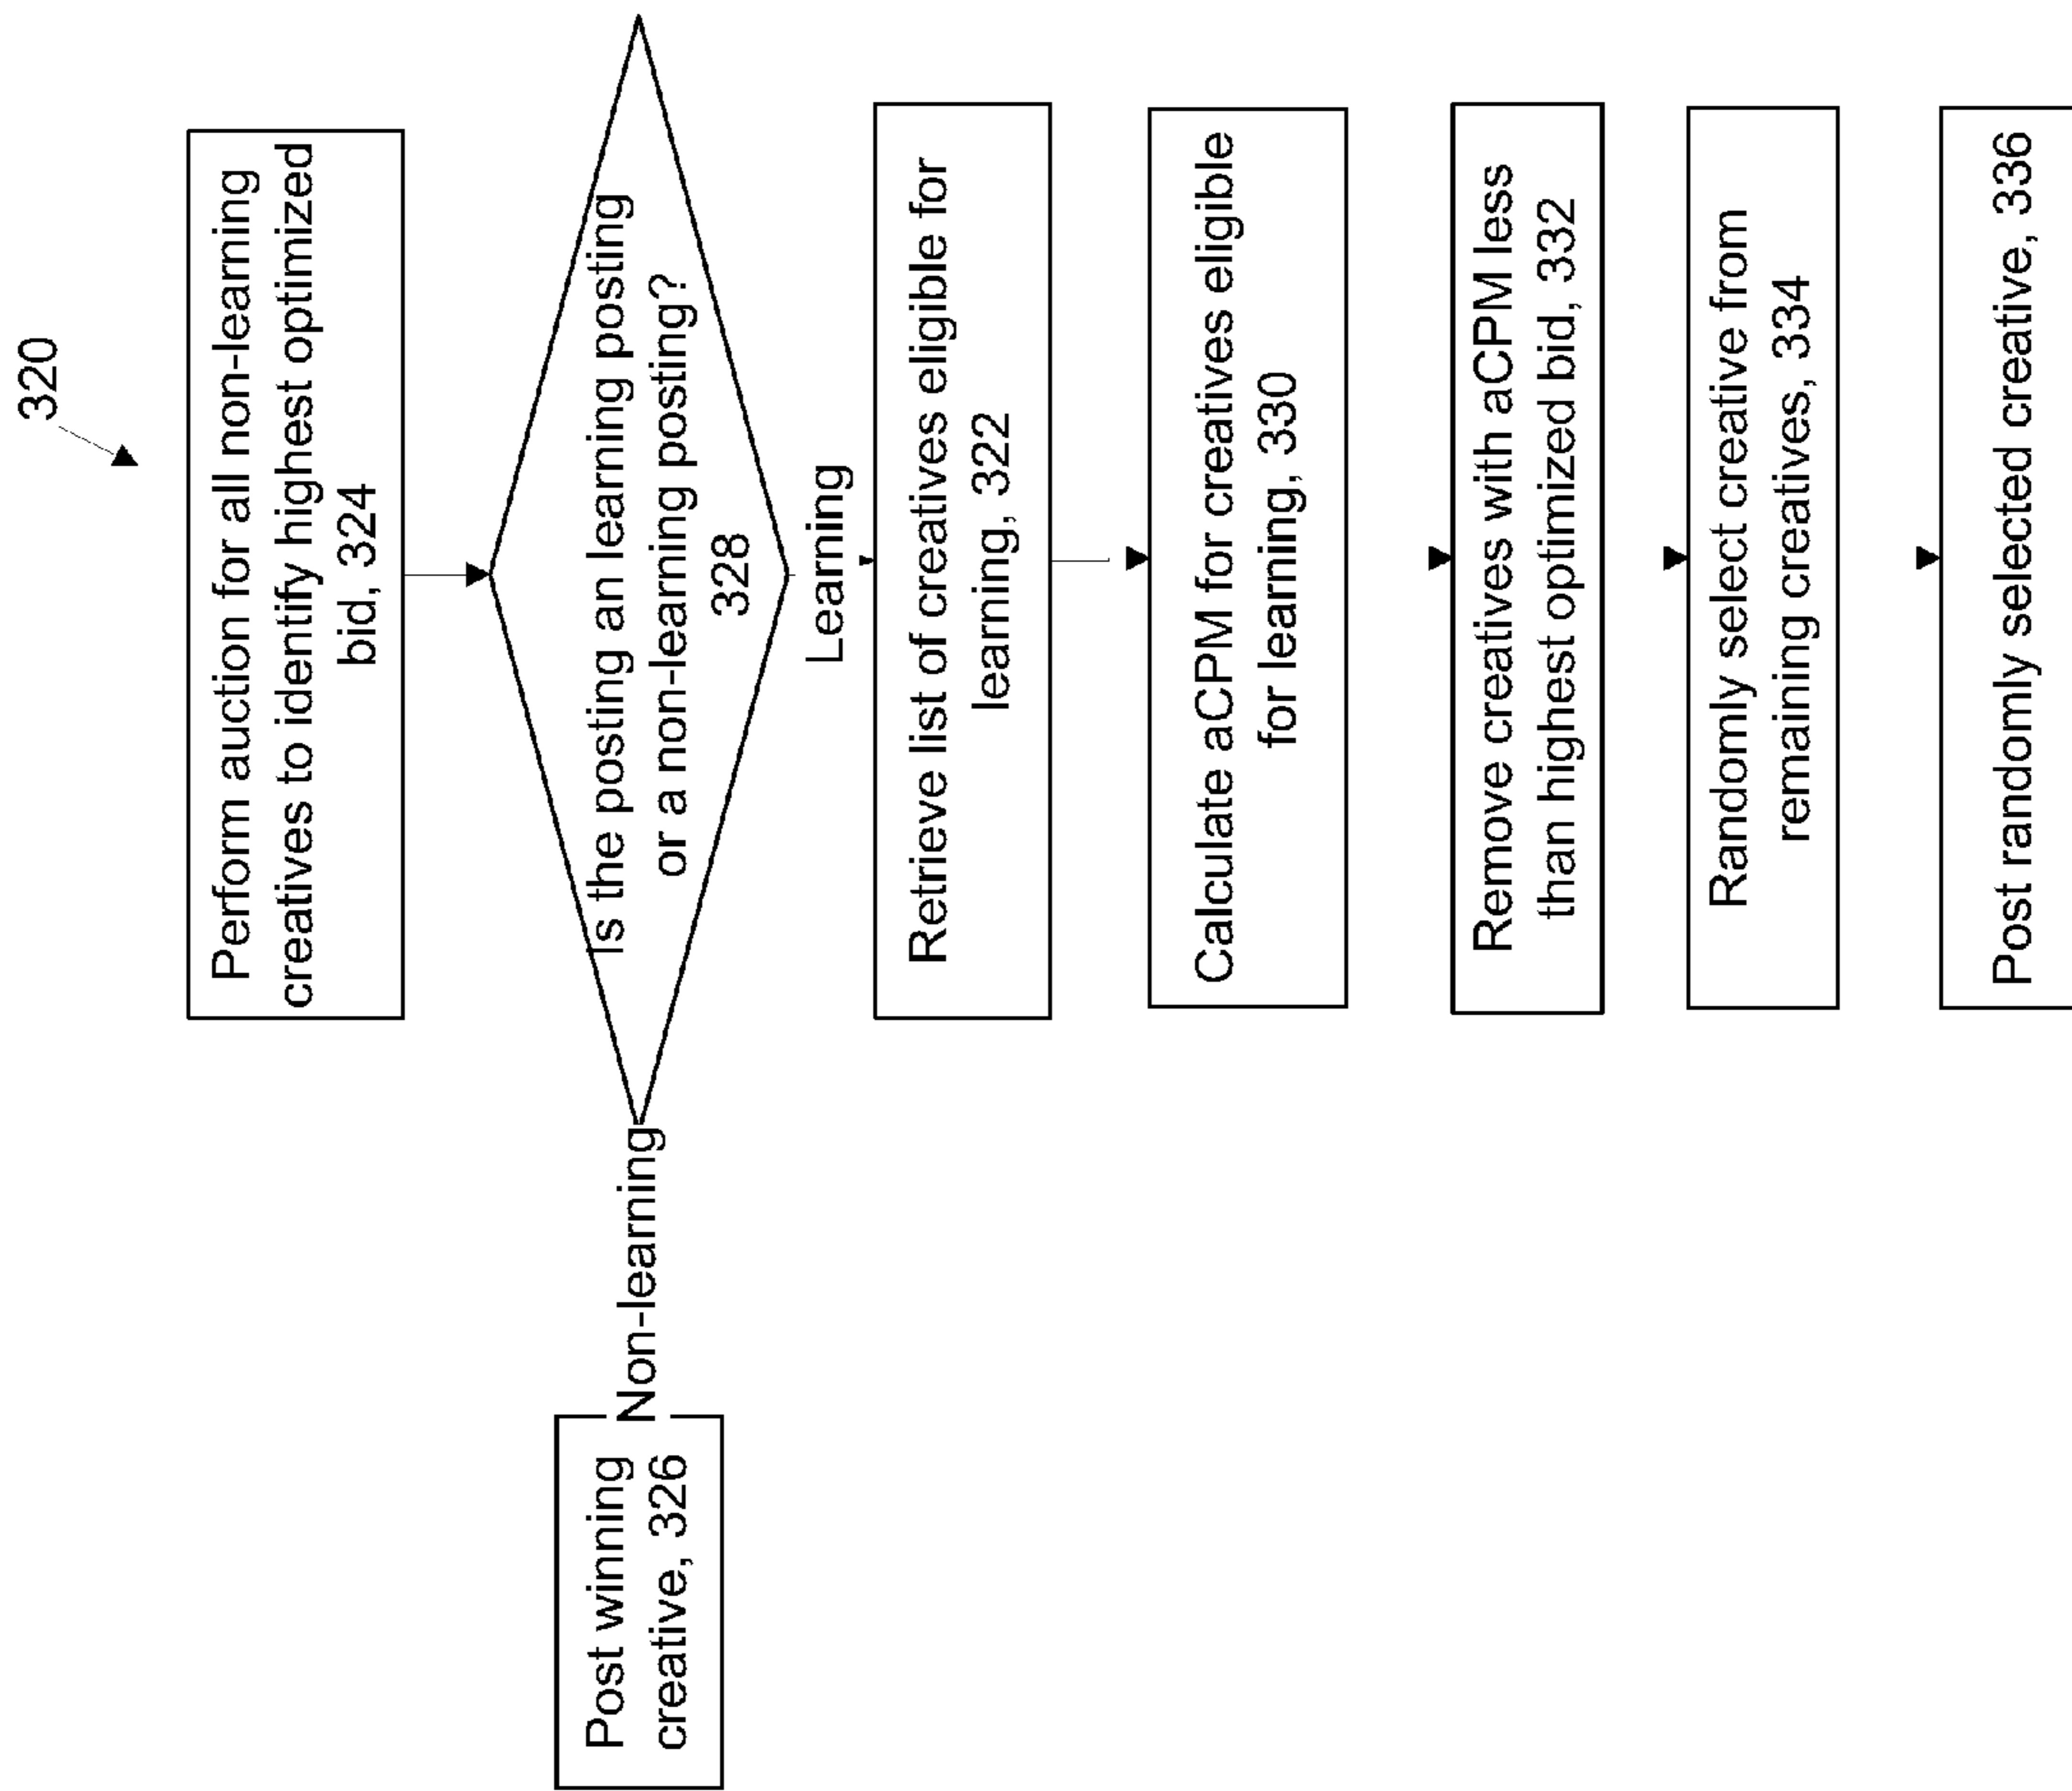 320
Perform auction for all non-learning
creatives to identify highest optimized
bid, 324
Is the posting an learning posting
or a non-learning posting?
328
Non-learning
Post winning
creative, 326
Learning
Retrieve list of creatives eligible for
learning, 322
Calculate aCPM for creatives eligible
for learning, 330
Remove creatives with aCPM less
than highest optimized bid, 332
Randomly select creative from
remaining creatives, 334
Post randomly selected creative, 336